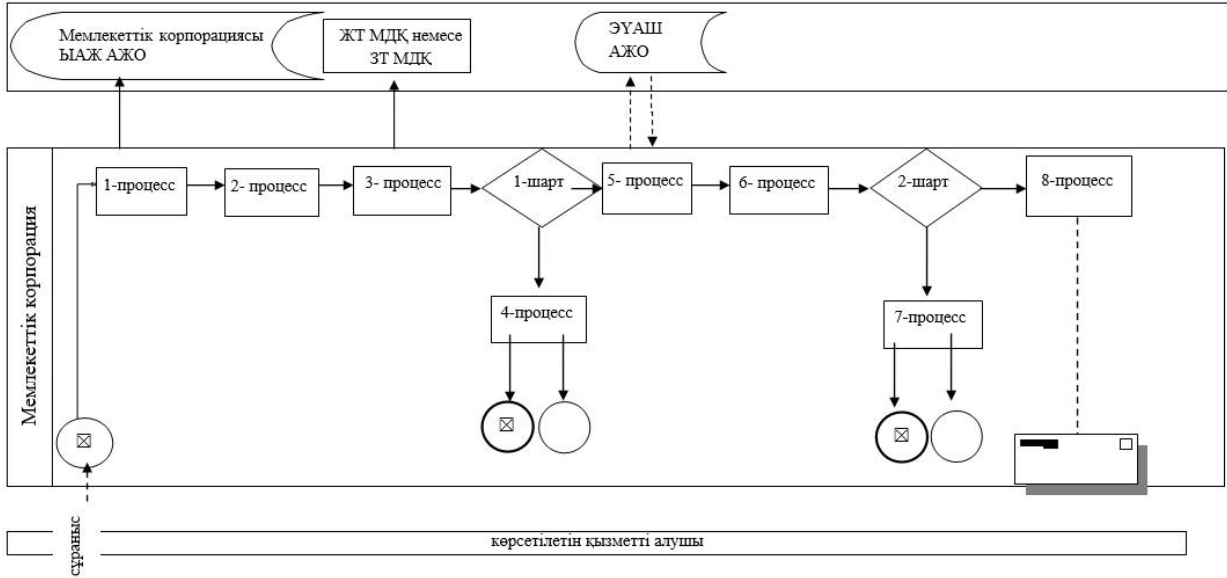 Мемлекеттік корпорациясы
ЫАЖ АЖО
ЖТ МДҚ немесе
ЗТ МДҚ
ЭҮАШ
АЖО
Мемлекеттік корпорация
1-процесс
2- процесс
3- процесс
1-шарт
5- процесс
6- процесс
2-шарт
8-процесс
4-процесс
7-процесс
сұраныс
көрсетілетін қызметті алушы